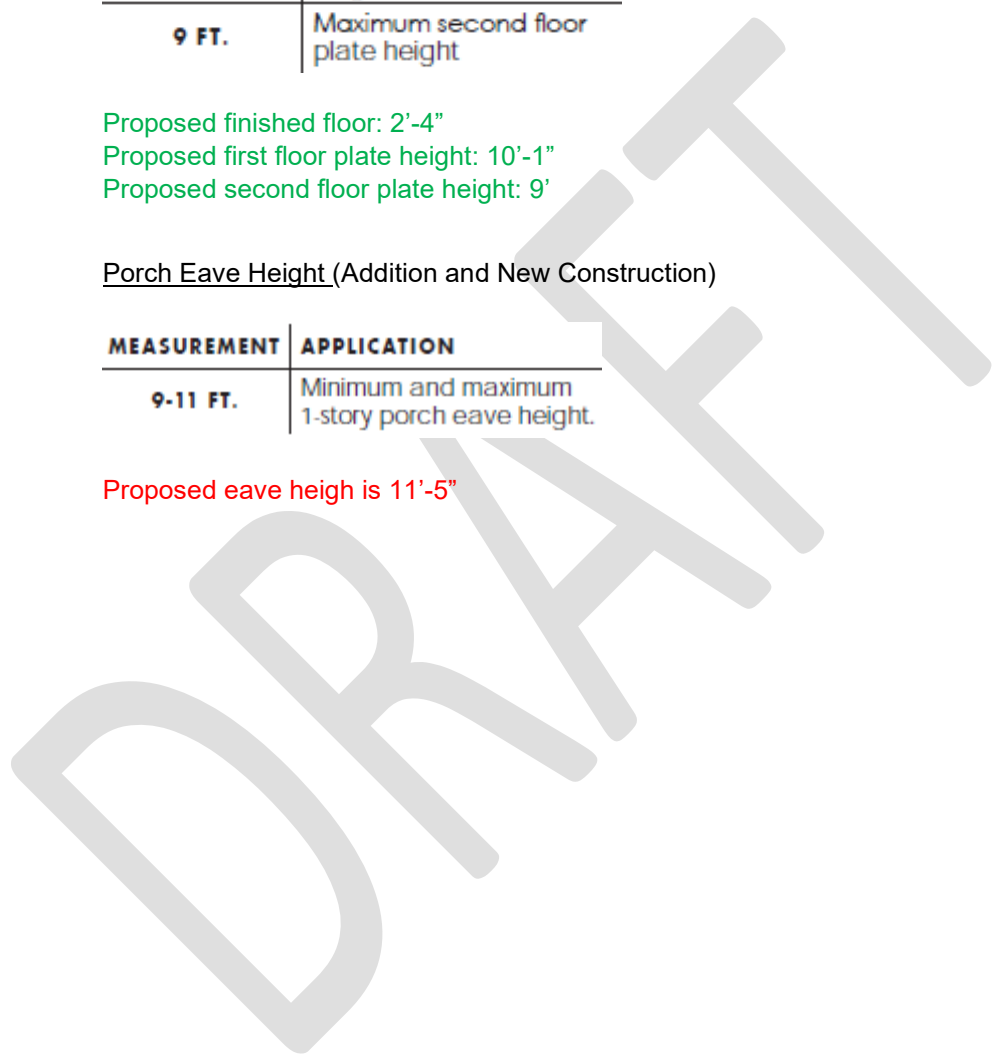 9 FT.
Maximum second floor
plate height
Proposed finished floor: 2’-4”
Proposed first floor plate height: 10’-1”
Proposed second floor plate height: 9’
Porch Eave Height (Addition and New Construction)
MEASUREMENT APPLICATION
9-11 FT.
Minimum and maximum
1-story porch eave height.
Proposed eave heigh is 11’-5”
DRAFT